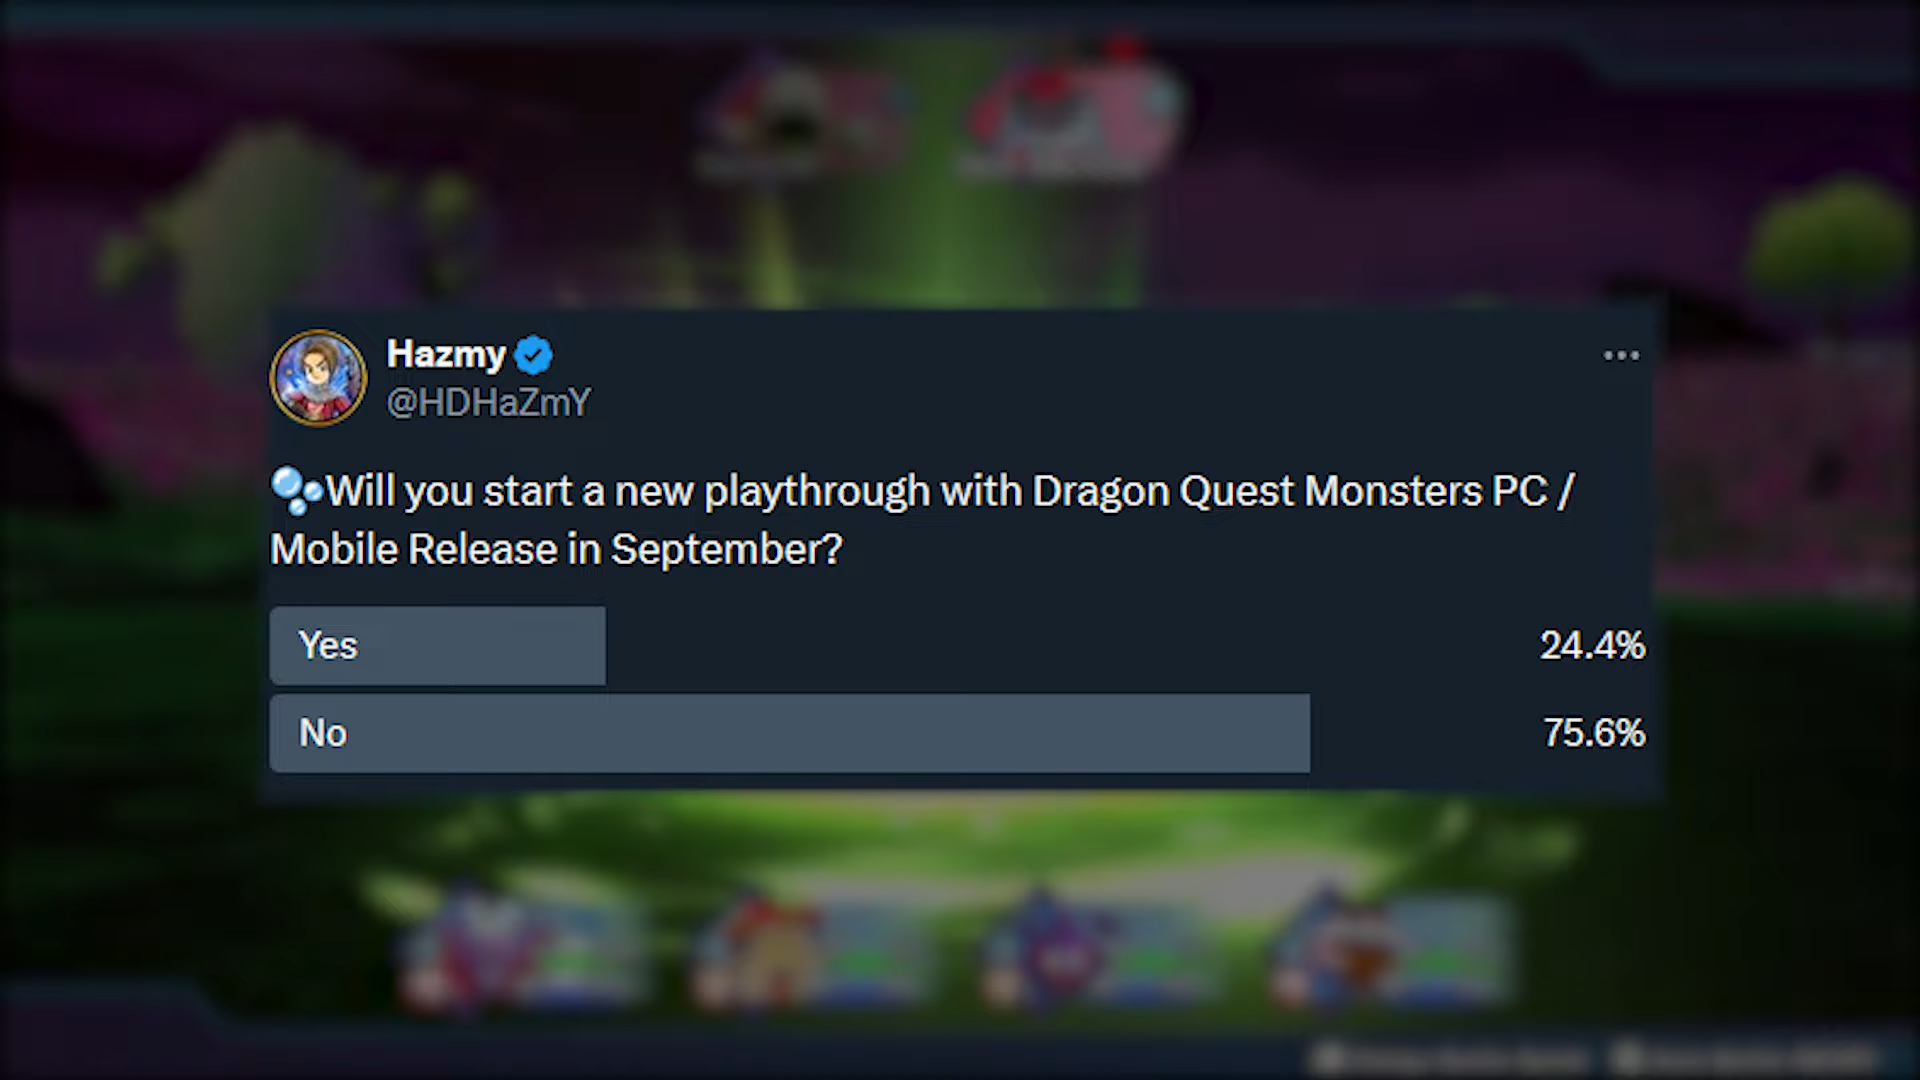 Hazmy
@HDHaZmY
Will you start a new playthrough with Dragon Quest Monsters PC /
Mobile Release in September?
Yes 24.4%
No 75.6%